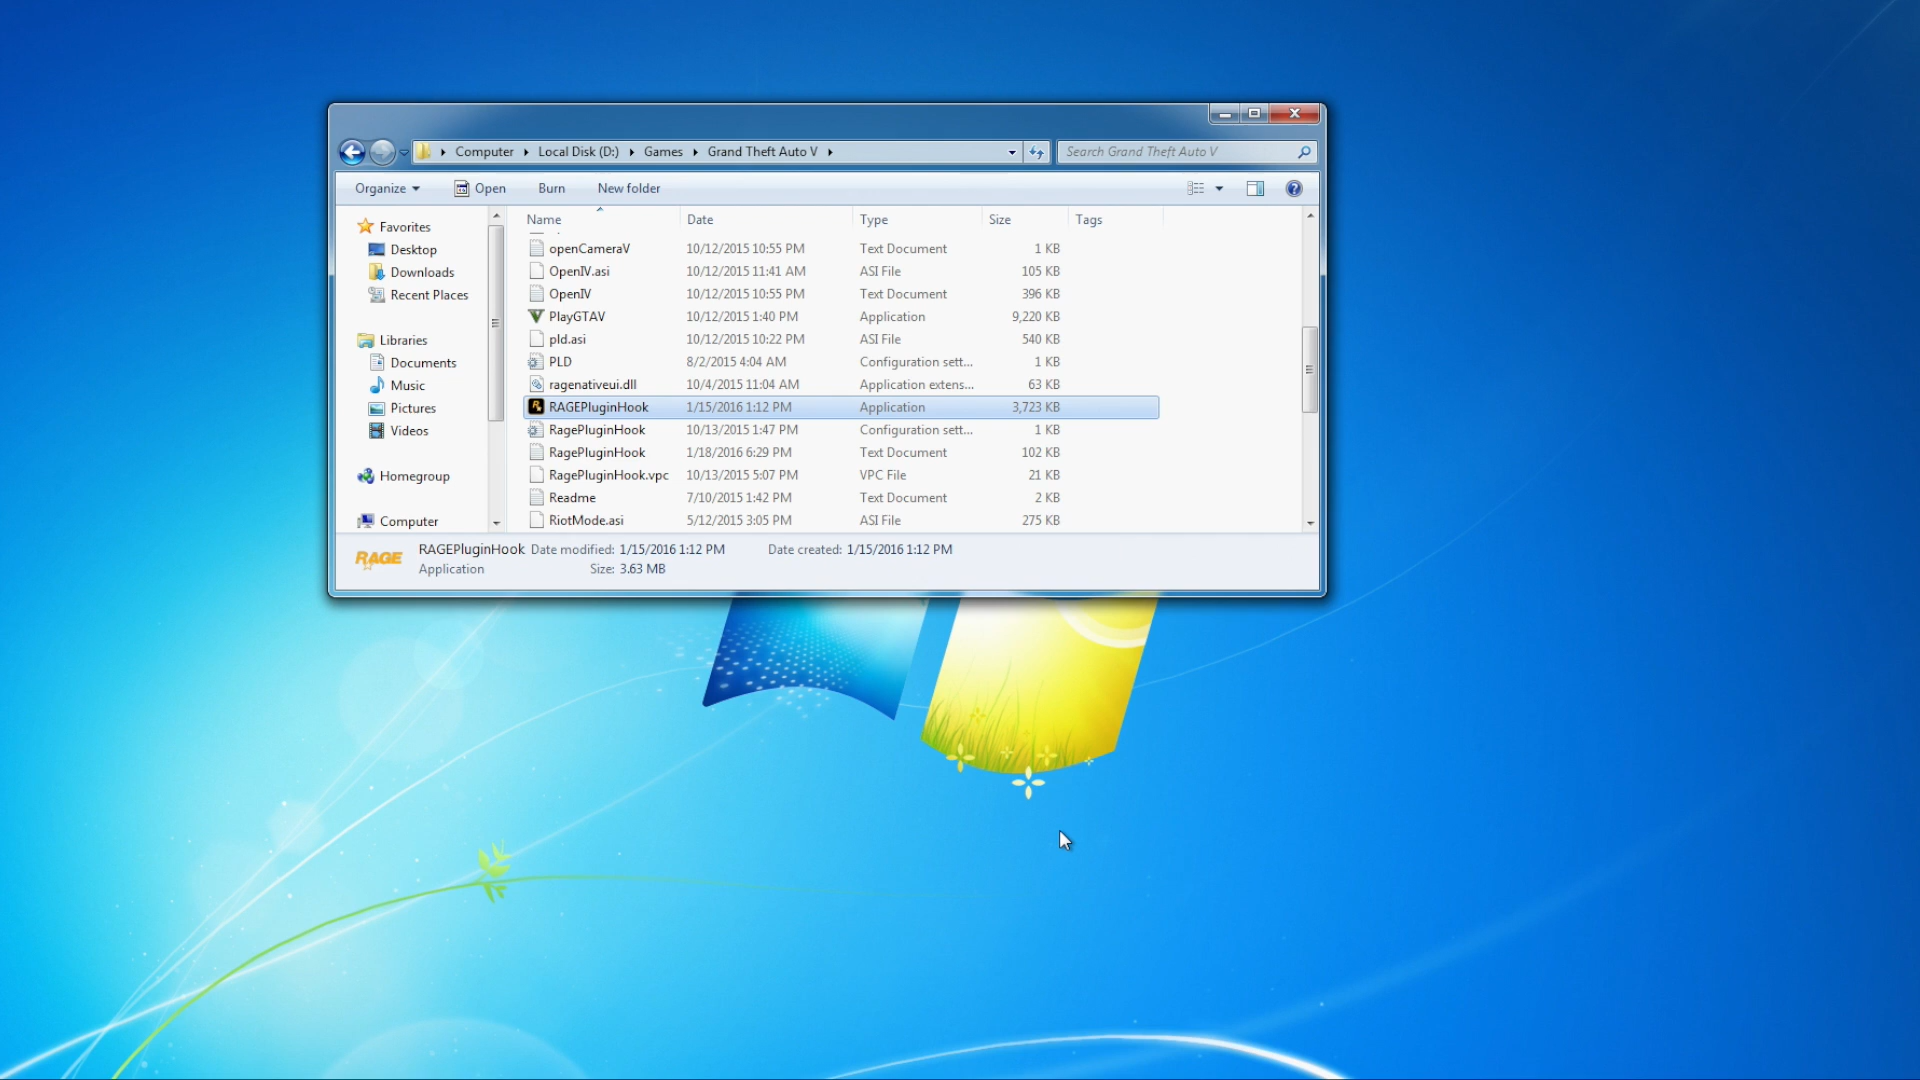 Computer Local Disk (D:) Games Grand Theft Auto V Search Grand Theft Auto V
Organize Open Burn New folder
Favorites
Desktop
Downloads
Recent Places
Libraries
Documents
Music
Pictures
Videos
Homegroup
Computer
Name Date Type Size Tags
openCameraV 10/12/2015 10:55 PM Text Document 1 KB
OpenIV.asi 10/12/2015 11:41 AM ASI File 105 KB
OpenIV 10/12/2015 10:55 PM Text Document 396 KB
PlayGTAV 10/12/2015 1:40 PM Application 9,220 KB
pld.asi 10/12/2015 10:22 PM ASI File 540 KB
PLD 8/2/2015 4:04 AM Configuration sett... 1 KB
ragenativeui.dll 10/4/2015 11:04 AM Application extens... 63 KB
RAGEPluginHook 1/15/2016 1:12 PM Application 3,723 KB
RagePluginHook 10/13/2015 1:47 PM Configuration sett... 1 KB
RagePluginHook 1/18/2016 6:29 PM Text Document 102 KB
RagePluginHook.vpc 10/13/2015 5:07 PM VPC File 21 KB
Readme 7/10/2015 1:42 PM Text Document 2 KB
RiotMode.asi 5/12/2015 3:05 PM ASI File 275 KB
RAGE
RAGEPluginHook Date modified: 1/15/2016 1:12 PM Date created: 1/15/2016 1:12 PM
Application Size: 3.63 MB